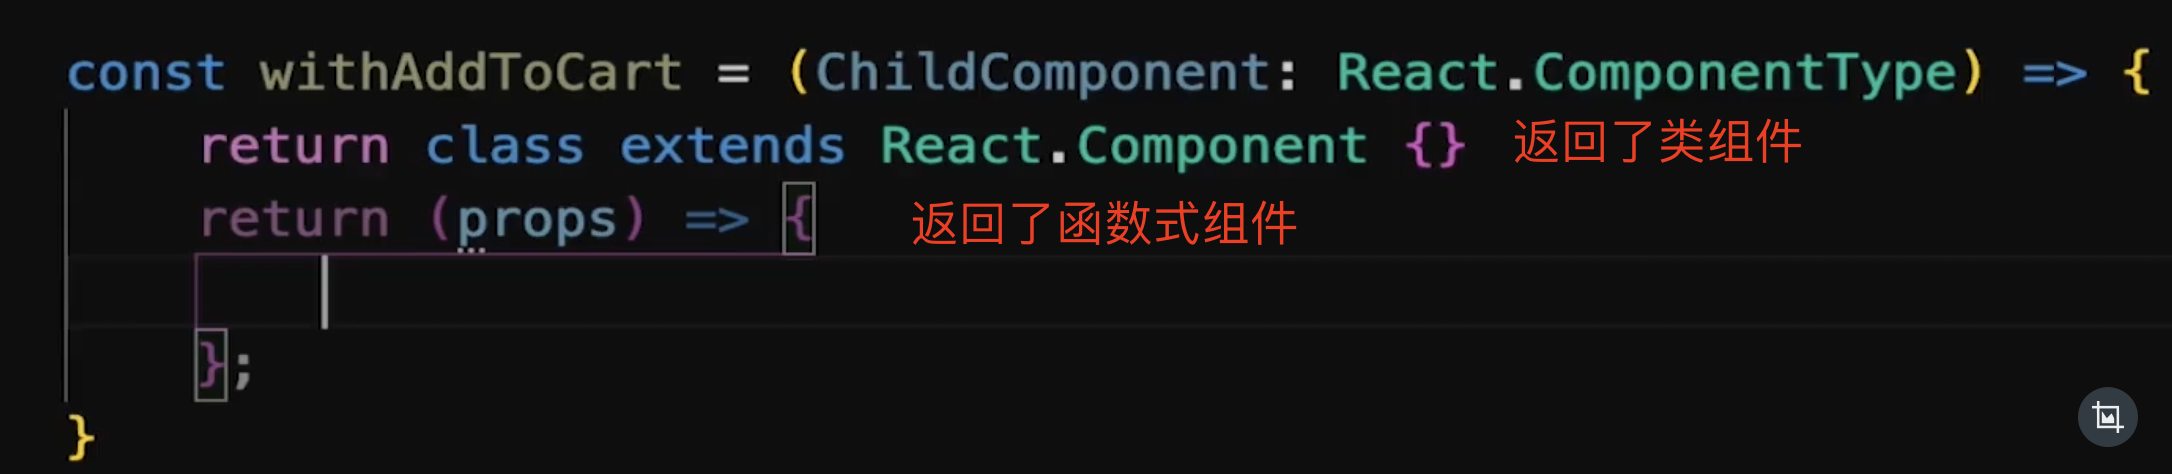 const withAddToCart = (ChildComponent: React.ComponentType) => {
return class extends React.Component {} 返回了类组件
return (props) => { 返回了函数式组件
};
}